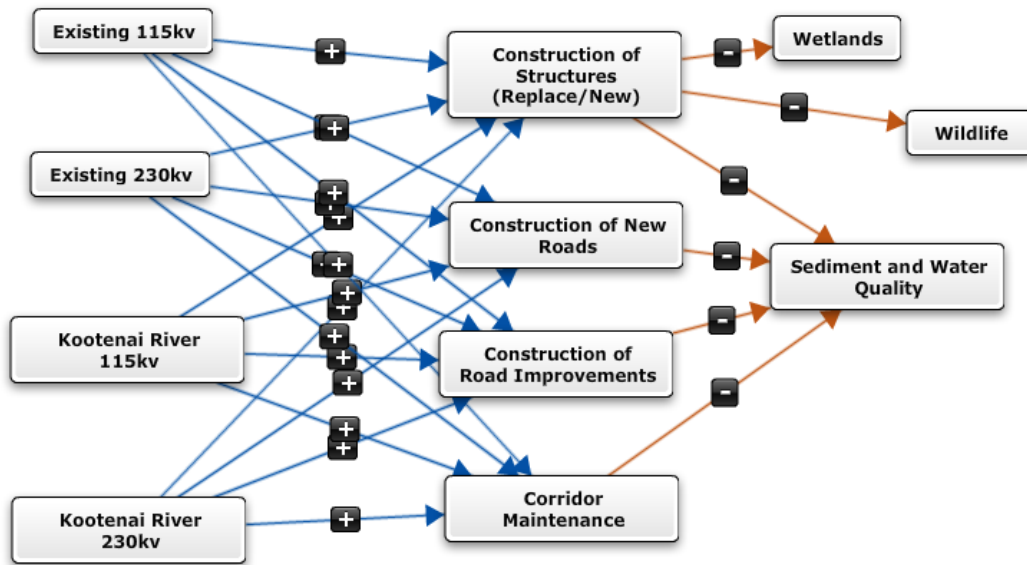 Existing 115kv
Existing 230kv
Kootenai River
115kv
Kootenai River
230kv
Construction of
Structures
(Replace/New)
Construction of New
Roads
Construction of
Road Improvements
Corridor
Maintenance
Wetlands
Wildlife
Sediment and Water
Quality